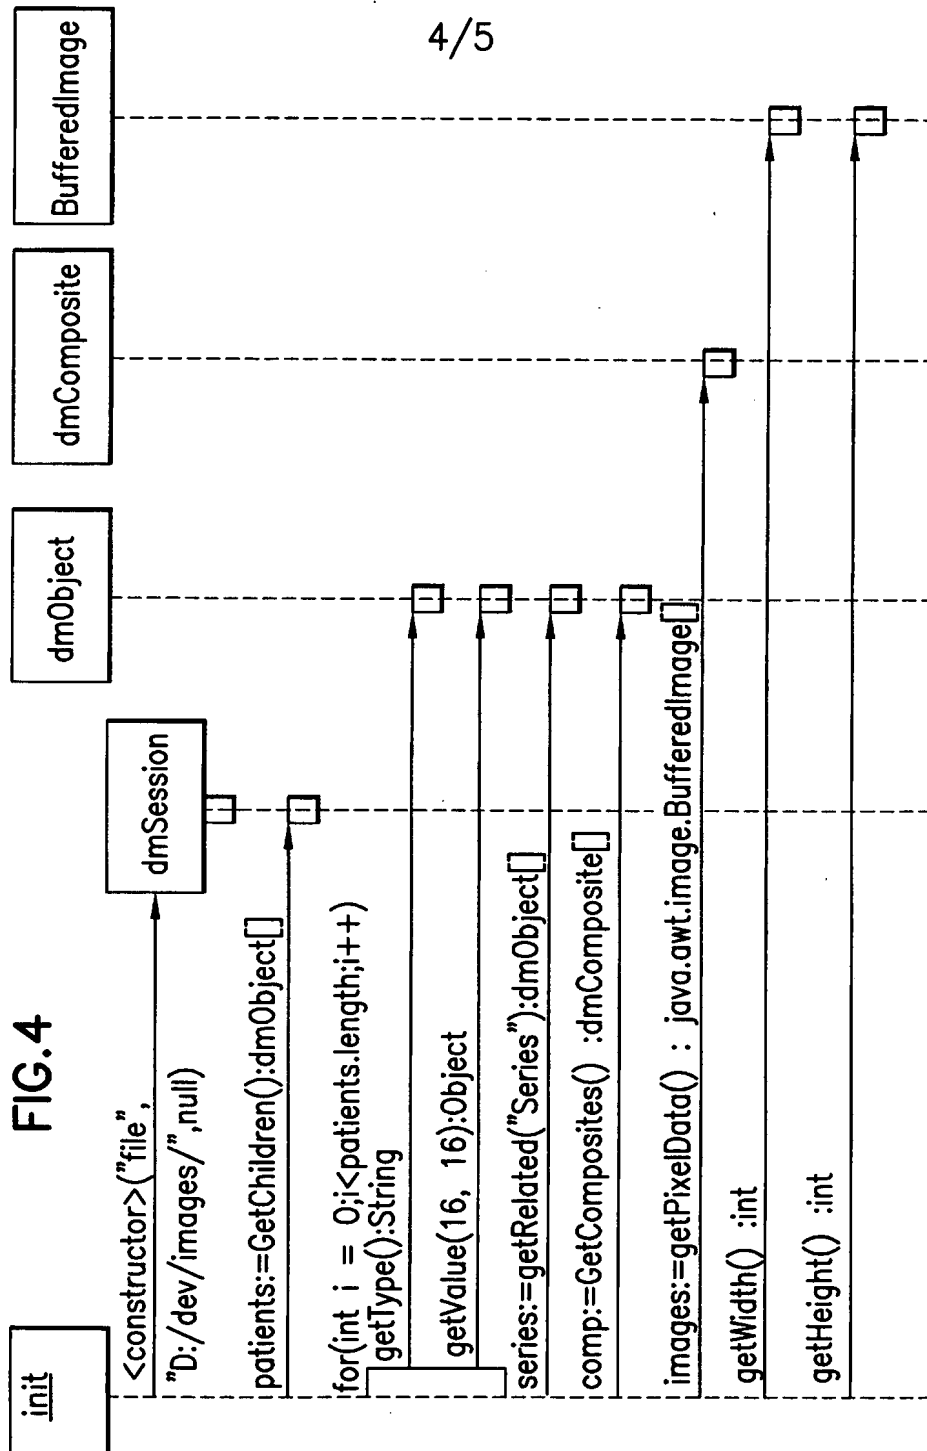 4/5
FIG.4
init
dmSession
dmObject
dmComposite
BufferedImage
<constructor>("file",
"D:/dev/images/",null)
patients:=GetChildren():dmObject[]
for(int i = 0;i<patients.length;i++)
getType():String
getValue(16, 16):Object
series:=getRelated("Series"):dmObject[]
comp:=GetComposites() :dmComposite[]
images:=getPixelData() : java.awt.image.BufferedImage[]
getWidth() :int
getHeight() :int